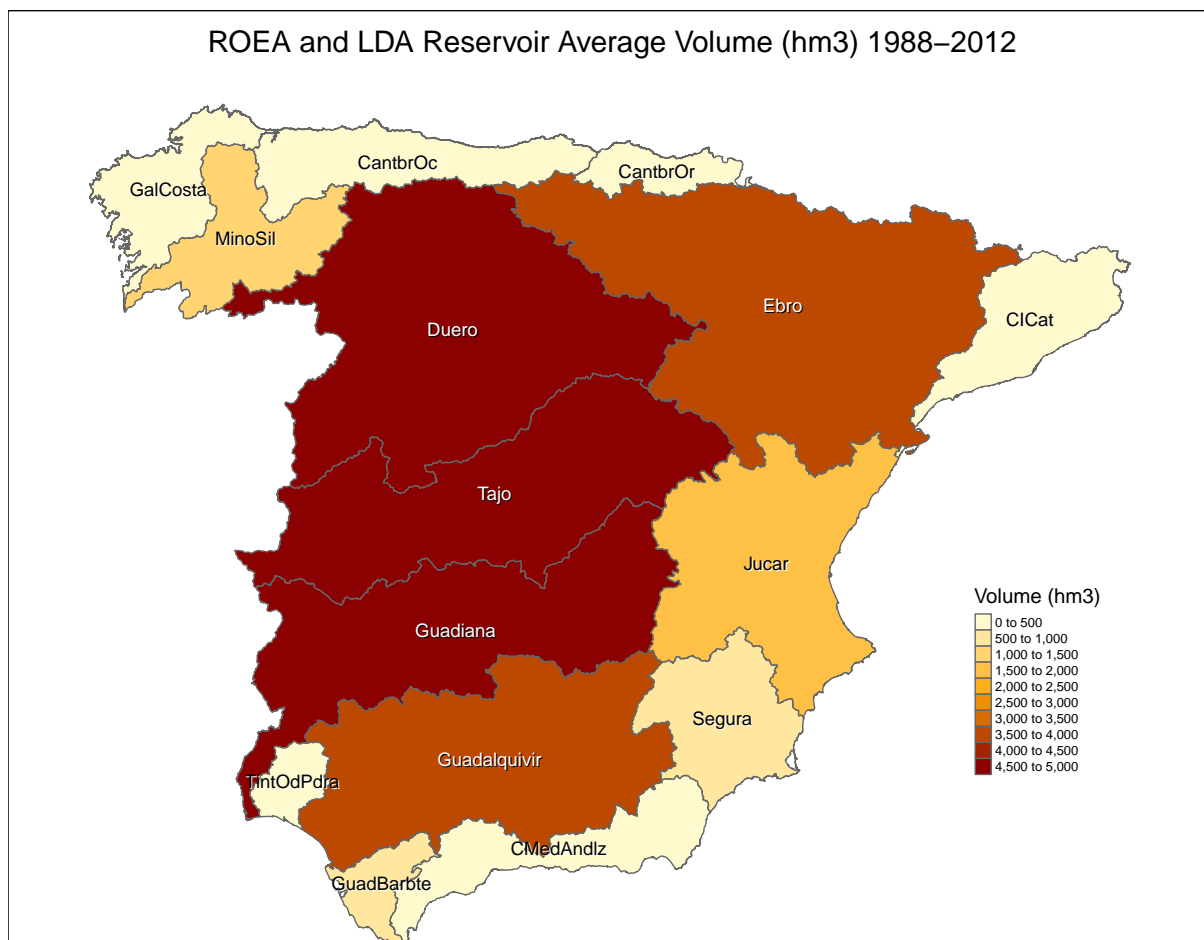 ROEA and LDA Reservoir Average Volume (hm3) 1988–2012
CantbrOc
CantbrOr
GalCosta
MinoSil
Ebro
CICat
Duero
Tajo
Jucar
Guadiana
Segura
Guadalquivir
TintOdPdra
CMedAndlz
GuadBarbte
Volume (hm3)
0 to 500
500 to 1,000
1,000 to 1,500
1,500 to 2,000
2,000 to 2,500
2,500 to 3,000
3,000 to 3,500
3,500 to 4,000
4,000 to 4,500
4,500 to 5,000